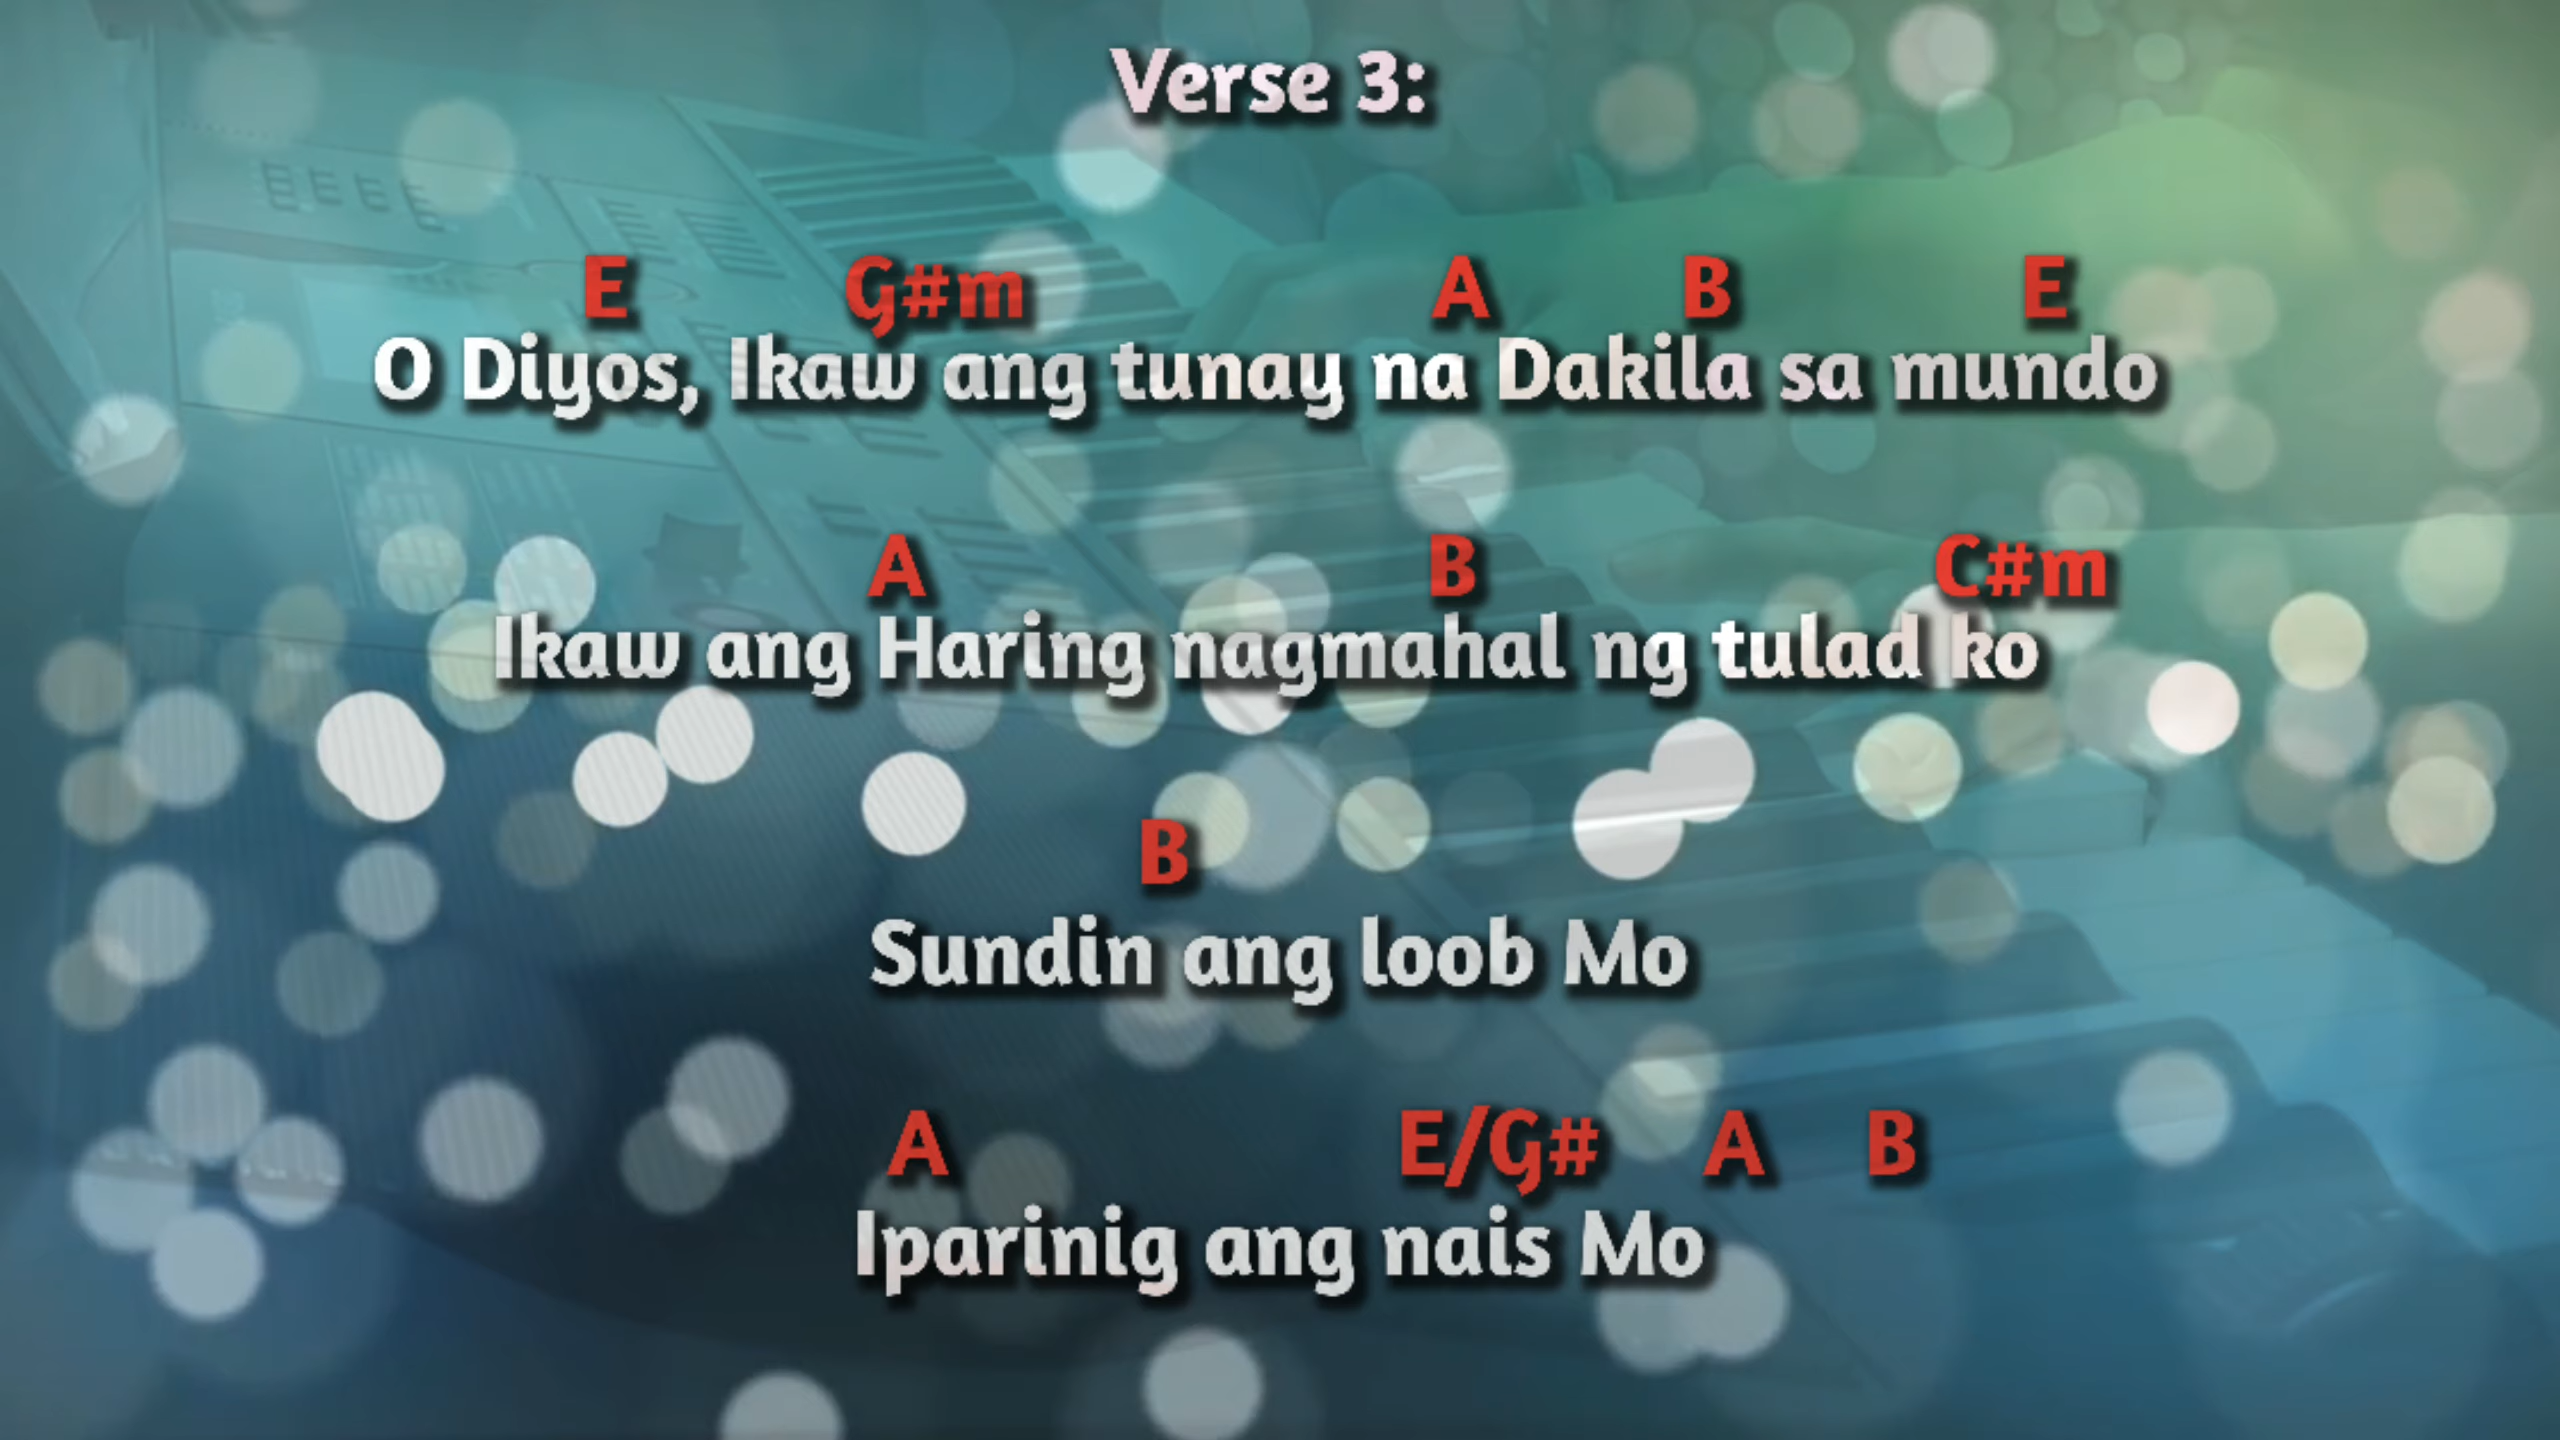 Verse 3:
E G#m A B E
O Diyos, Ikaw ang tunay na Dakila sa mundo
A B C#m
Ikaw ang Haring nagmahal ng tulad ko
B
Sundin ang loob Mo
A E/G# A B
Iparinig ang nais Mo